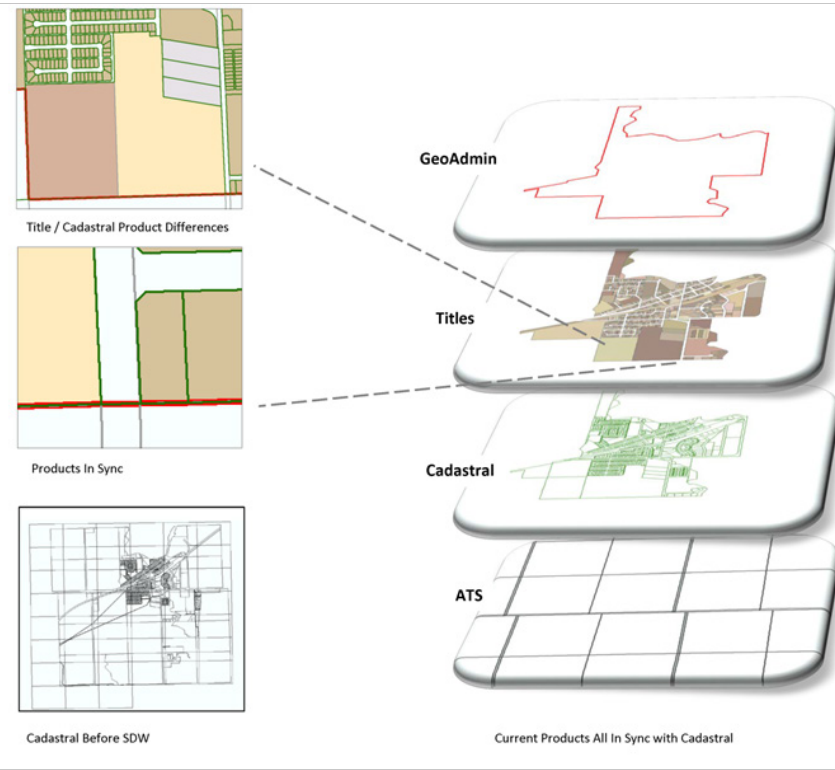 Title / Cadastral Product Differences
Products In Sync
Cadastral Before SDW
GeoAdmin
Titles
Cadastral
ATS
Current Products All In Sync with Cadastral